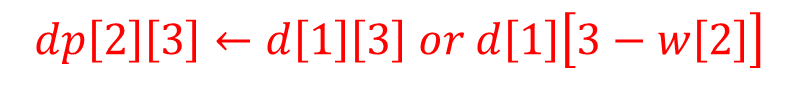 dp[2][3] ← d[1][3] or d[1][3 − w[2]]